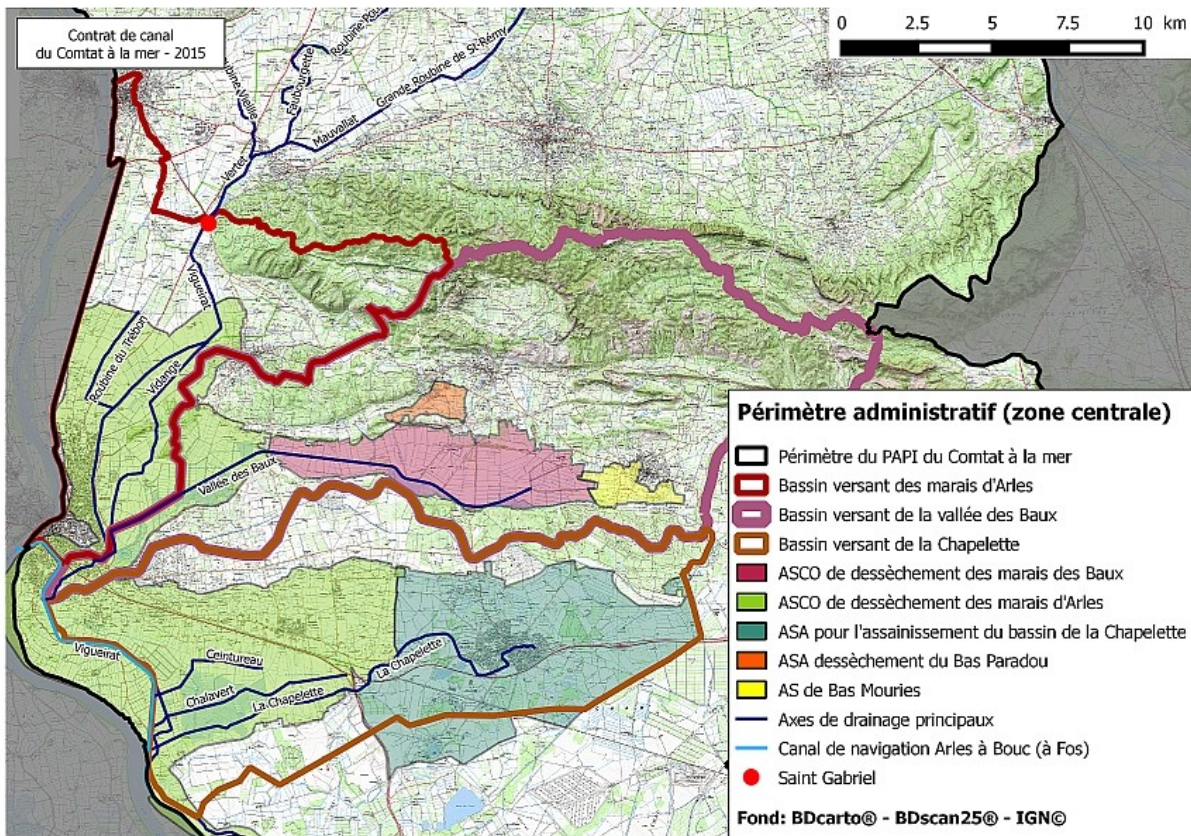 Contrat de canal
du Comtat à la mer - 2015
0 2.5 5 7.5 10 km
Faubourgette
Mauvallat
Grande Roubine de St-Rémy
Vertet
Vigueirat
Roubine du Trébon
Vidange
Vallée des Baux
Vigueirat
Ceintureau
Chalavert
La Chapelette
La Chapelette
Périmètre administratif (zone centrale)
Périmètre du PAPI du Comtat à la mer
Bassin versant des marais d'Arles
Bassin versant de la vallée des Baux
Bassin versant de la Chapelette
ASCO de dessèchement des marais des Baux
ASCO de dessèchement des marais d'Arles
ASA pour l'assainissement du bassin de la Chapelette
ASA dessèchement du Bas Paradou
AS de Bas Mouries
Axes de drainage principaux
Canal de navigation Arles à Bouc (à Fos)
Saint Gabriel
Fond: BDcarto® - BDscan25® - IGN©